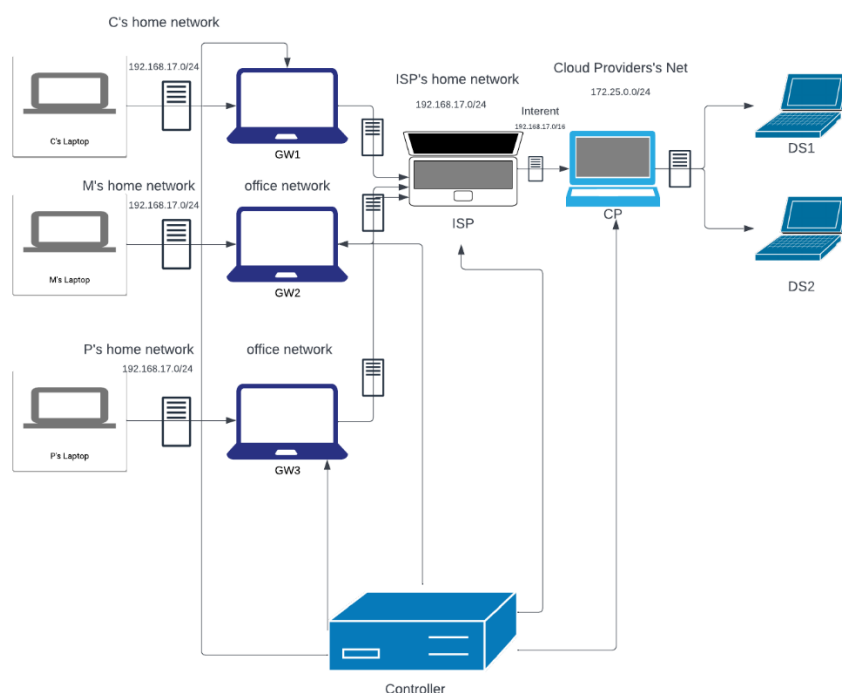 C's home network
192.168.17.0/24
C's Laptop
GW1
ISP's home network
192.168.17.0/24
Interent
192.168.17.0/16
Cloud Providers's Net
172.25.0.0/24
DS1
M's home network
192.168.17.0/24
office network
M's Laptop
GW2
ISP
CP
DS2
P's home network
192.168.17.0/24
office network
P's Laptop
GW3
Controller